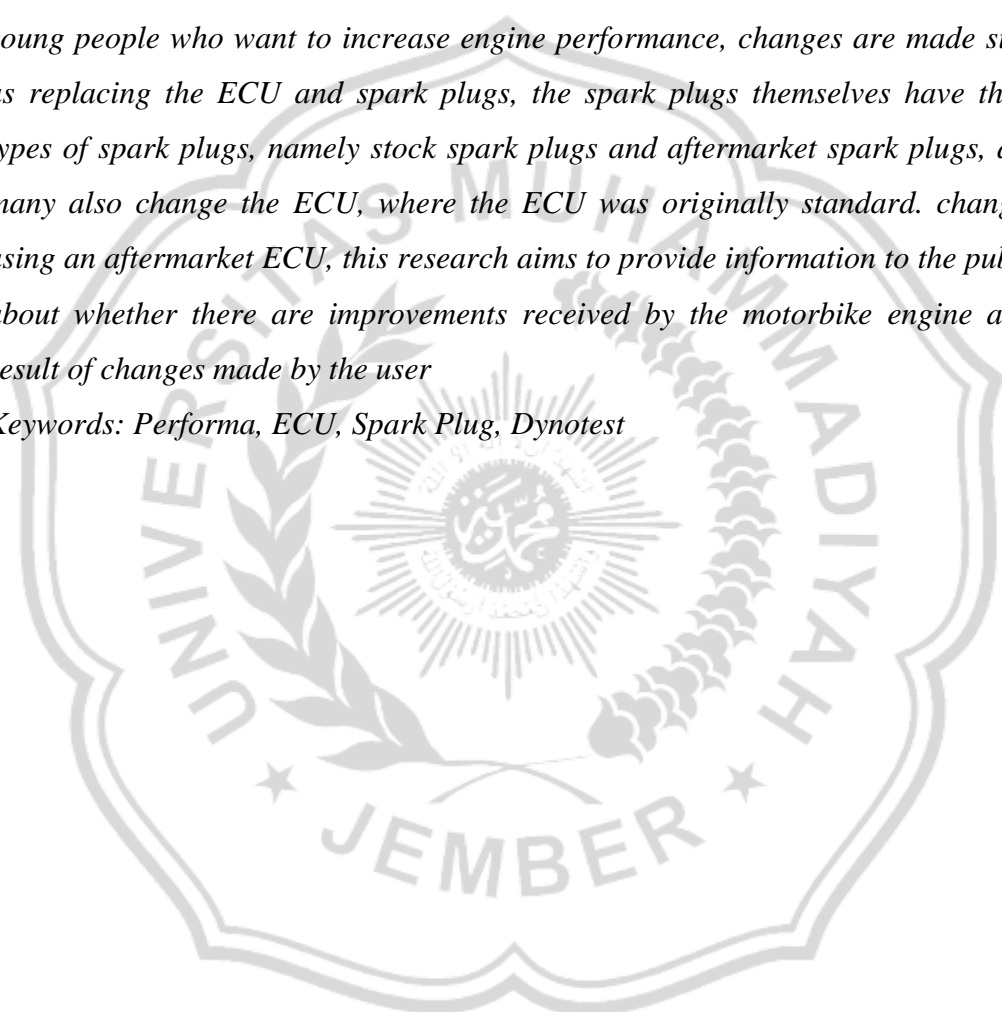 oung people who want to increase engine performance, changes are made su
as replacing the ECU and spark plugs, the spark plugs themselves have th
types of spark plugs, namely stock spark plugs and aftermarket spark plugs, a
many also change the ECU, where the ECU was originally standard. chang
using an aftermarket ECU, this research aims to provide information to the pub
about whether there are improvements received by the motorbike engine a
result of changes made by the user
Keywords: Performa, ECU, Spark Plug, Dynotest
UNIVERSITAS MUHAMMADIYAH
JEMBER